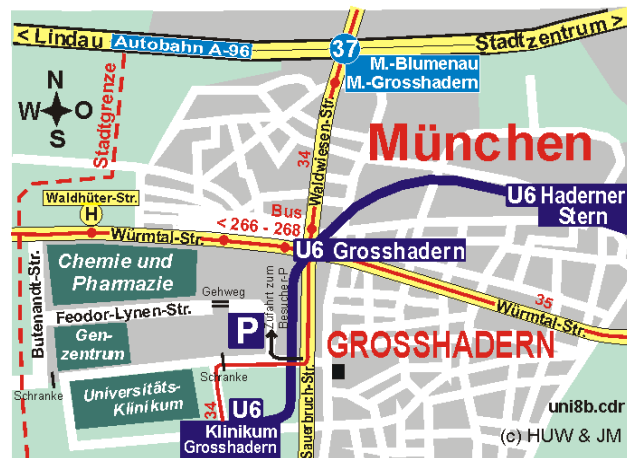 < Lindau
Autobahn A-96
37
Stadtzentrum >
M.-Blumenau
M.-Grosshadern
N
W O
S
Stadtgrenze
München
Waldwiesen-Str.
34
Waldhüter-Str.
H
Bus
< 266 - 268
U6 Haderner
Stern
Würmtal-Str.
U6 Grosshadern
Chemie und
Pharmazie
Butenandt-Str.
Gehweg
Zufahrt zum
Besucher-P
35
Würmtal-Str.
Feodor-Lynen-Str.
P
Gen-
zentrum
GROSSHADERN
Schranke
Schranke
Universitäts-
Klinikum
34
U6
Klinikum
Grosshadern
Sauerbruch-Str.
uni8b.cdr
(c) HUW & JM